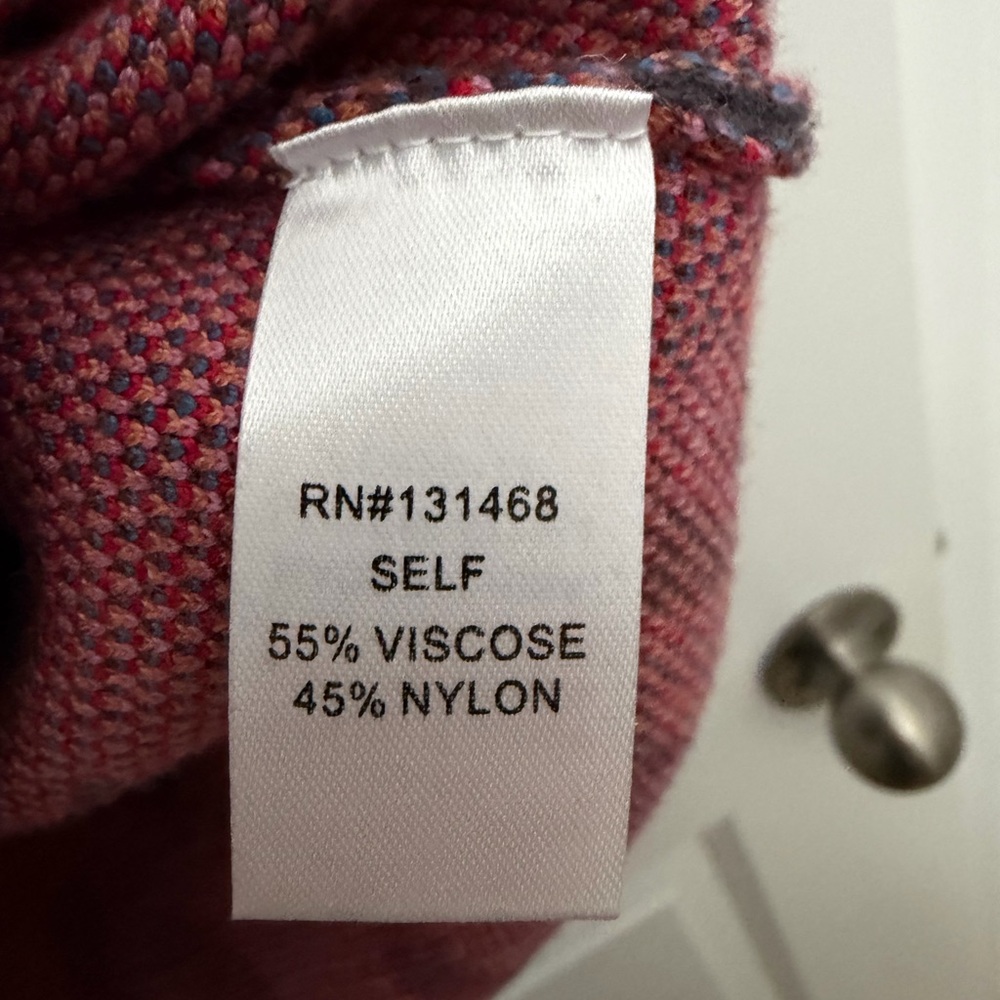 RN#131468
SELF
55% VISCOSE
45% NYLON